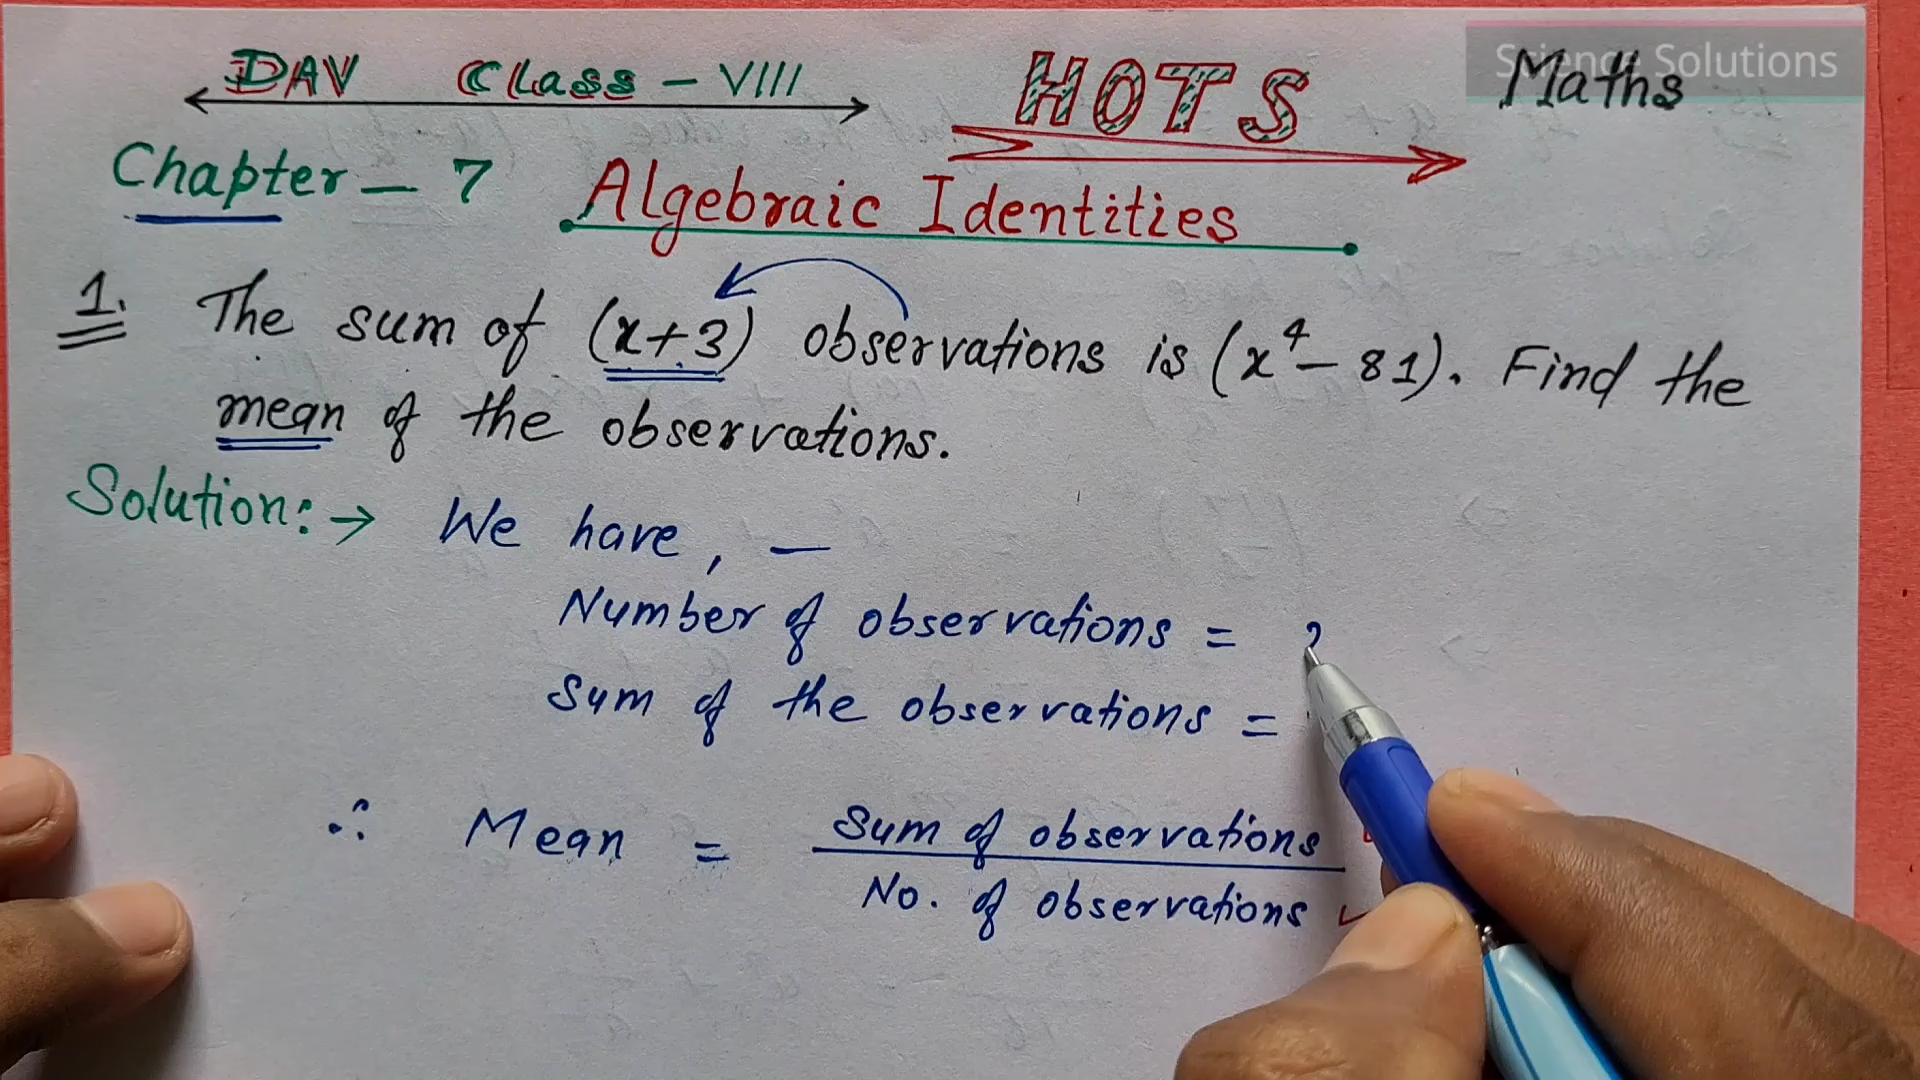 Science Solutions
DAV Class - VIII HOTS Maths
Chapter - 7 Algebraic Identities
1. The sum of (x+3) observations is (x⁴ - 81). Find the
mean of the observations.
Solution:→ We have, —
Number of observations = ?
Sum of the observations =
∴ Mean = Sum of observations
No. of observations